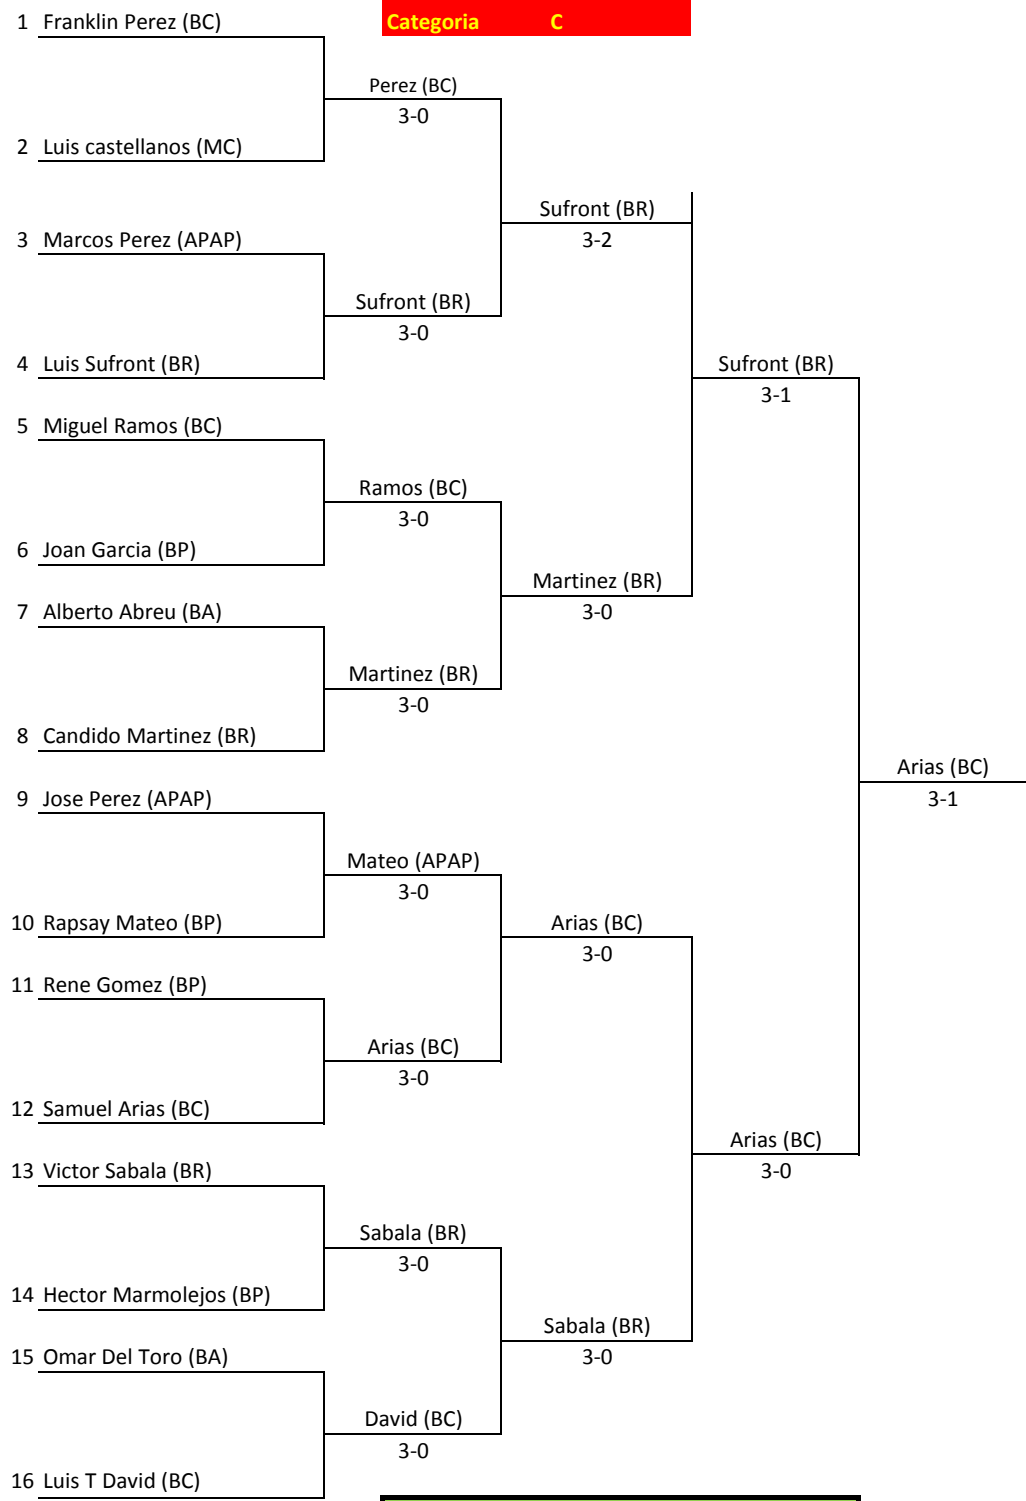 1 Franklin Perez (BC)
Categoria C
Perez (BC)
3-0
2 Luis castellanos (MC)
Sufront (BR)
3-2
3 Marcos Perez (APAP)
Sufront (BR)
3-0
4 Luis Sufront (BR)
Sufront (BR)
3-1
5 Miguel Ramos (BC)
Ramos (BC)
3-0
6 Joan Garcia (BP)
Martinez (BR)
3-0
7 Alberto Abreu (BA)
Martinez (BR)
3-0
8 Candido Martinez (BR)
Arias (BC)
3-1
9 Jose Perez (APAP)
Mateo (APAP)
3-0
10 Rapsay Mateo (BP)
Arias (BC)
3-0
11 Rene Gomez (BP)
Arias (BC)
3-0
12 Samuel Arias (BC)
Arias (BC)
3-0
13 Victor Sabala (BR)
Sabala (BR)
3-0
14 Hector Marmolejos (BP)
Sabala (BR)
3-0
15 Omar Del Toro (BA)
David (BC)
3-0
16 Luis T David (BC)